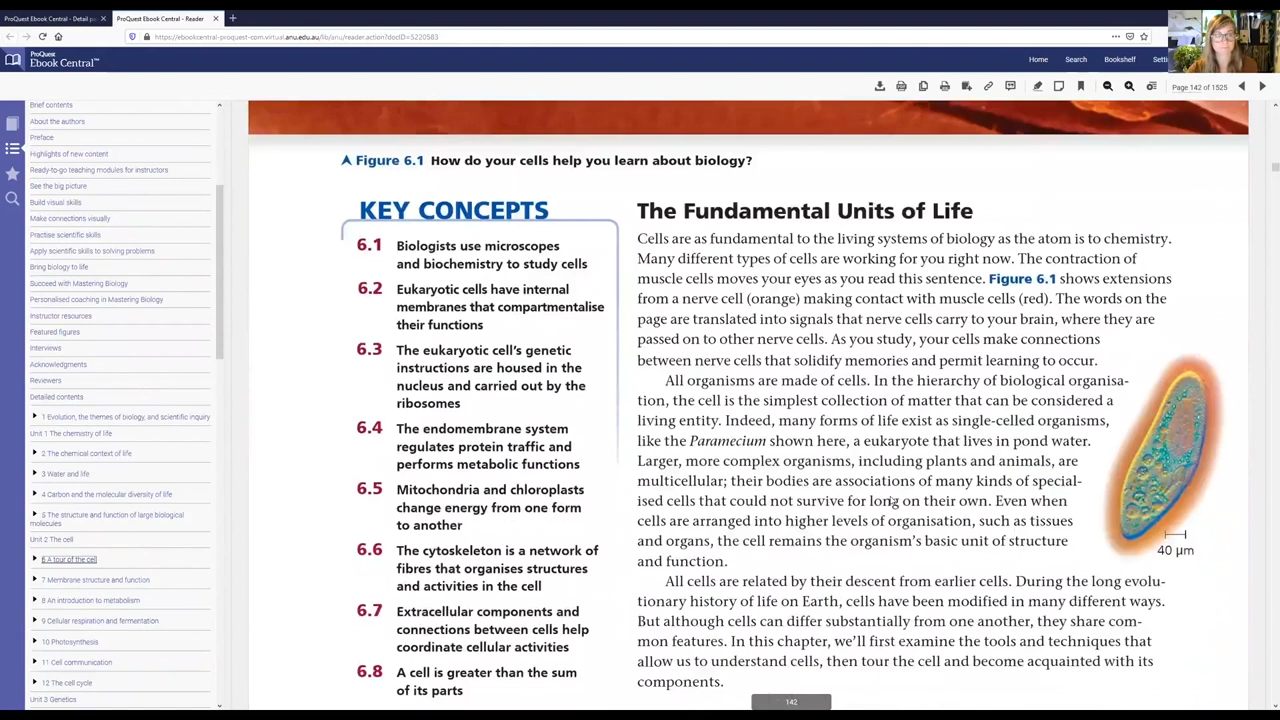 ProQuest Ebook Central - Detail pa
ProQuest Ebook Central - Reader
https://ebookcentral-proquest-com.virtual.anu.edu.au/lib/anu/reader.action?docID=5220583
ProQuest
Ebook Central™
Home
Search
Bookshelf
Page 142 of 1525
Brief contents
About the authors
Preface
Highlights of new content
Ready-to-go teaching modules for instructors
See the big picture
Build visual skills
Make connections visually
Practise scientific skills
Apply scientific skills to solving problems
Bring biology to life
Succeed with Mastering Biology
Personalised coaching in Mastering Biology
Instructor resources
Featured figures
Interviews
Acknowledgments
Reviewers
Detailed contents
1 Evolution, the themes of biology, and scientific inquiry
Unit 1 The chemistry of life
2 The chemical context of life
3 Water and life
4 Carbon and the molecular diversity of life
5 The structure and function of large biological
molecules
Unit 2 The cell
6 A tour of the cell
7 Membrane structure and function
8 An introduction to metabolism
9 Cellular respiration and fermentation
10 Photosynthesis
11 Cell communication
12 The cell cycle
Unit 3 Genetics
Figure 6.1 How do your cells help you learn about biology?
KEY CONCEPTS
6.1 Biologists use microscopes
and biochemistry to study cells
6.2 Eukaryotic cells have internal
membranes that compartmentalise
their functions
6.3 The eukaryotic cell's genetic
instructions are housed in the
nucleus and carried out by the
ribosomes
6.4 The endomembrane system
regulates protein traffic and
performs metabolic functions
6.5 Mitochondria and chloroplasts
change energy from one form
to another
6.6 The cytoskeleton is a network of
fibres that organises structures
and activities in the cell
6.7 Extracellular components and
connections between cells help
coordinate cellular activities
6.8 A cell is greater than the sum
of its parts
The Fundamental Units of Life
Cells are as fundamental to the living systems of biology as the atom is to chemistry.
Many different types of cells are working for you right now. The contraction of
muscle cells moves your eyes as you read this sentence. Figure 6.1 shows extensions
from a nerve cell (orange) making contact with muscle cells (red). The words on the
page are translated into signals that nerve cells carry to your brain, where they are
passed on to other nerve cells. As you study, your cells make connections
between nerve cells that solidify memories and permit learning to occur.
All organisms are made of cells. In the hierarchy of biological organisa-
tion, the cell is the simplest collection of matter that can be considered a
living entity. Indeed, many forms of life exist as single-celled organisms,
like the Paramecium shown here, a eukaryote that lives in pond water.
Larger, more complex organisms, including plants and animals, are
multicellular; their bodies are associations of many kinds of special-
ised cells that could not survive for long on their own. Even when
cells are arranged into higher levels of organisation, such as tissues
and organs, the cell remains the organism's basic unit of structure
and function.
40 μm
All cells are related by their descent from earlier cells. During the long evolu-
tionary history of life on Earth, cells have been modified in many different ways.
But although cells can differ substantially from one another, they share com-
mon features. In this chapter, we'll first examine the tools and techniques that
allow us to understand cells, then tour the cell and become acquainted with its
components.
142